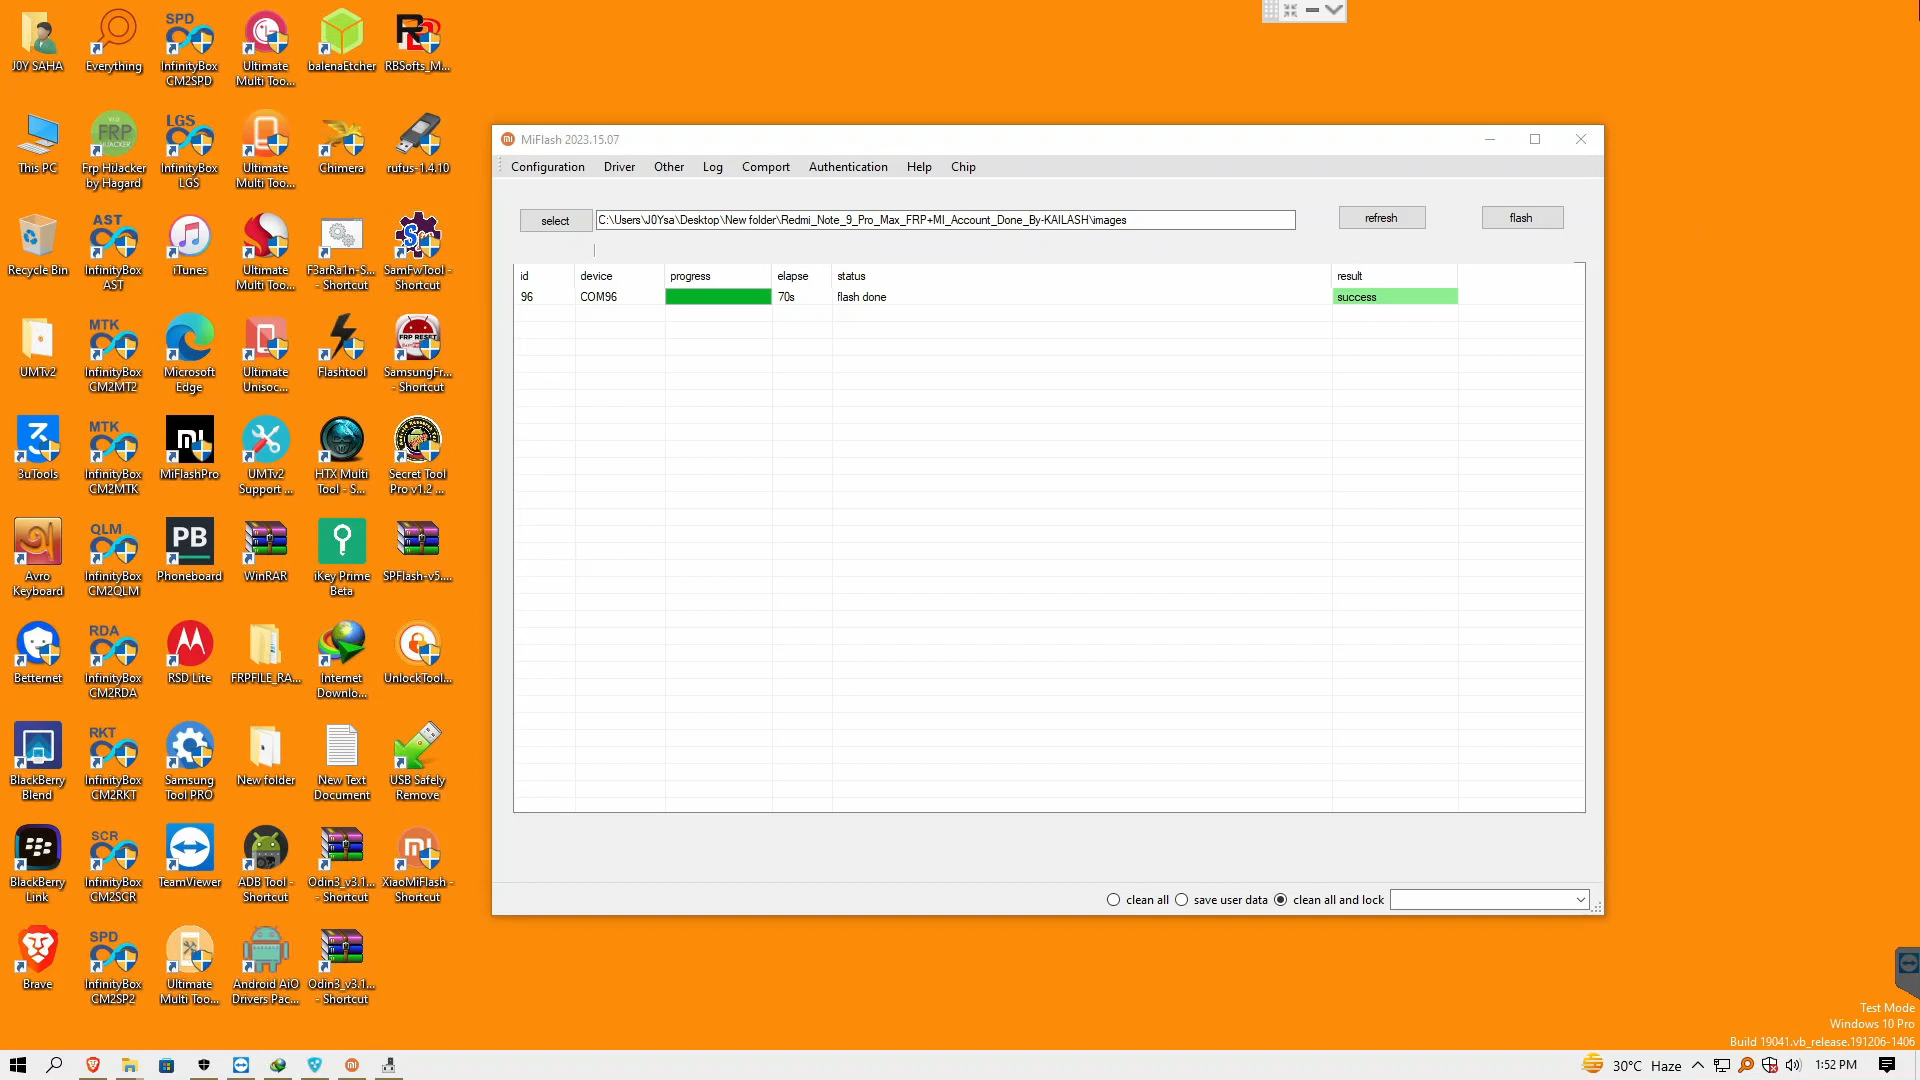 J0Y SAHA
Everything
SPD
InfinityBox
CM2SPD
Ultimate
Multi Too...
balenaEtcher
RBSofts_M...
This PC
FRP
Frp HiJacker
by Hagard
LGS
InfinityBox
LGS
Ultimate
Multi Too...
Chimera
rufus-1.4.10
Recycle Bin
AST
InfinityBox
AST
iTunes
Ultimate
Multi Too...
F3arRa1n-S...
- Shortcut
SamFwTool -
Shortcut
UMTv2
MTK
InfinityBox
CM2MT2
Microsoft
Edge
Ultimate
Unisoc...
Flashtool
FRP RESET
SamsungFr...
- Shortcut
3uTools
MTK
InfinityBox
CM2MTK
MiFlashPro
UMTv2
Support ...
HTX Multi
Tool - S...
Secret Tool
Pro v1.2 ...
Avro
Keyboard
QLM
InfinityBox
CM2QLM
PB
Phoneboard
WinRAR
iKey Prime
Beta
SPFlash-v5....
Betternet
RDA
InfinityBox
CM2RDA
RSD Lite
FRPFILE_RA...
Internet
Downlo...
UnlockTool...
BlackBerry
Blend
RKT
InfinityBox
CM2RKT
Samsung
Tool PRO
New folder
New Text
Document
USB Safely
Remove
BlackBerry
Link
SCR
InfinityBox
CM2SCR
TeamViewer
ADB Tool -
Shortcut
Odin3_v3.1...
- Shortcut
XiaoMiFlash -
Shortcut
Brave
SPD
InfinityBox
CM2SP2
Ultimate
Multi Too...
Android AiO
Drivers Pac...
Odin3_v3.1...
- Shortcut
MiFlash 2023.15.07
Configuration Driver Other Log Comport Authentication Help Chip
select C:\Users\J0Ysa\Desktop\New folder\Redmi_Note_9_Pro_Max_FRP+MI_Account_Done_By-KAILASH\images refresh flash
id device progress elapse status result
96 COM96 70s flash done success
clean all save user data clean all and lock
Test Mode
Windows 10 Pro
Build 19041.vb_release.191206-1406
30°C Haze 1:52 PM